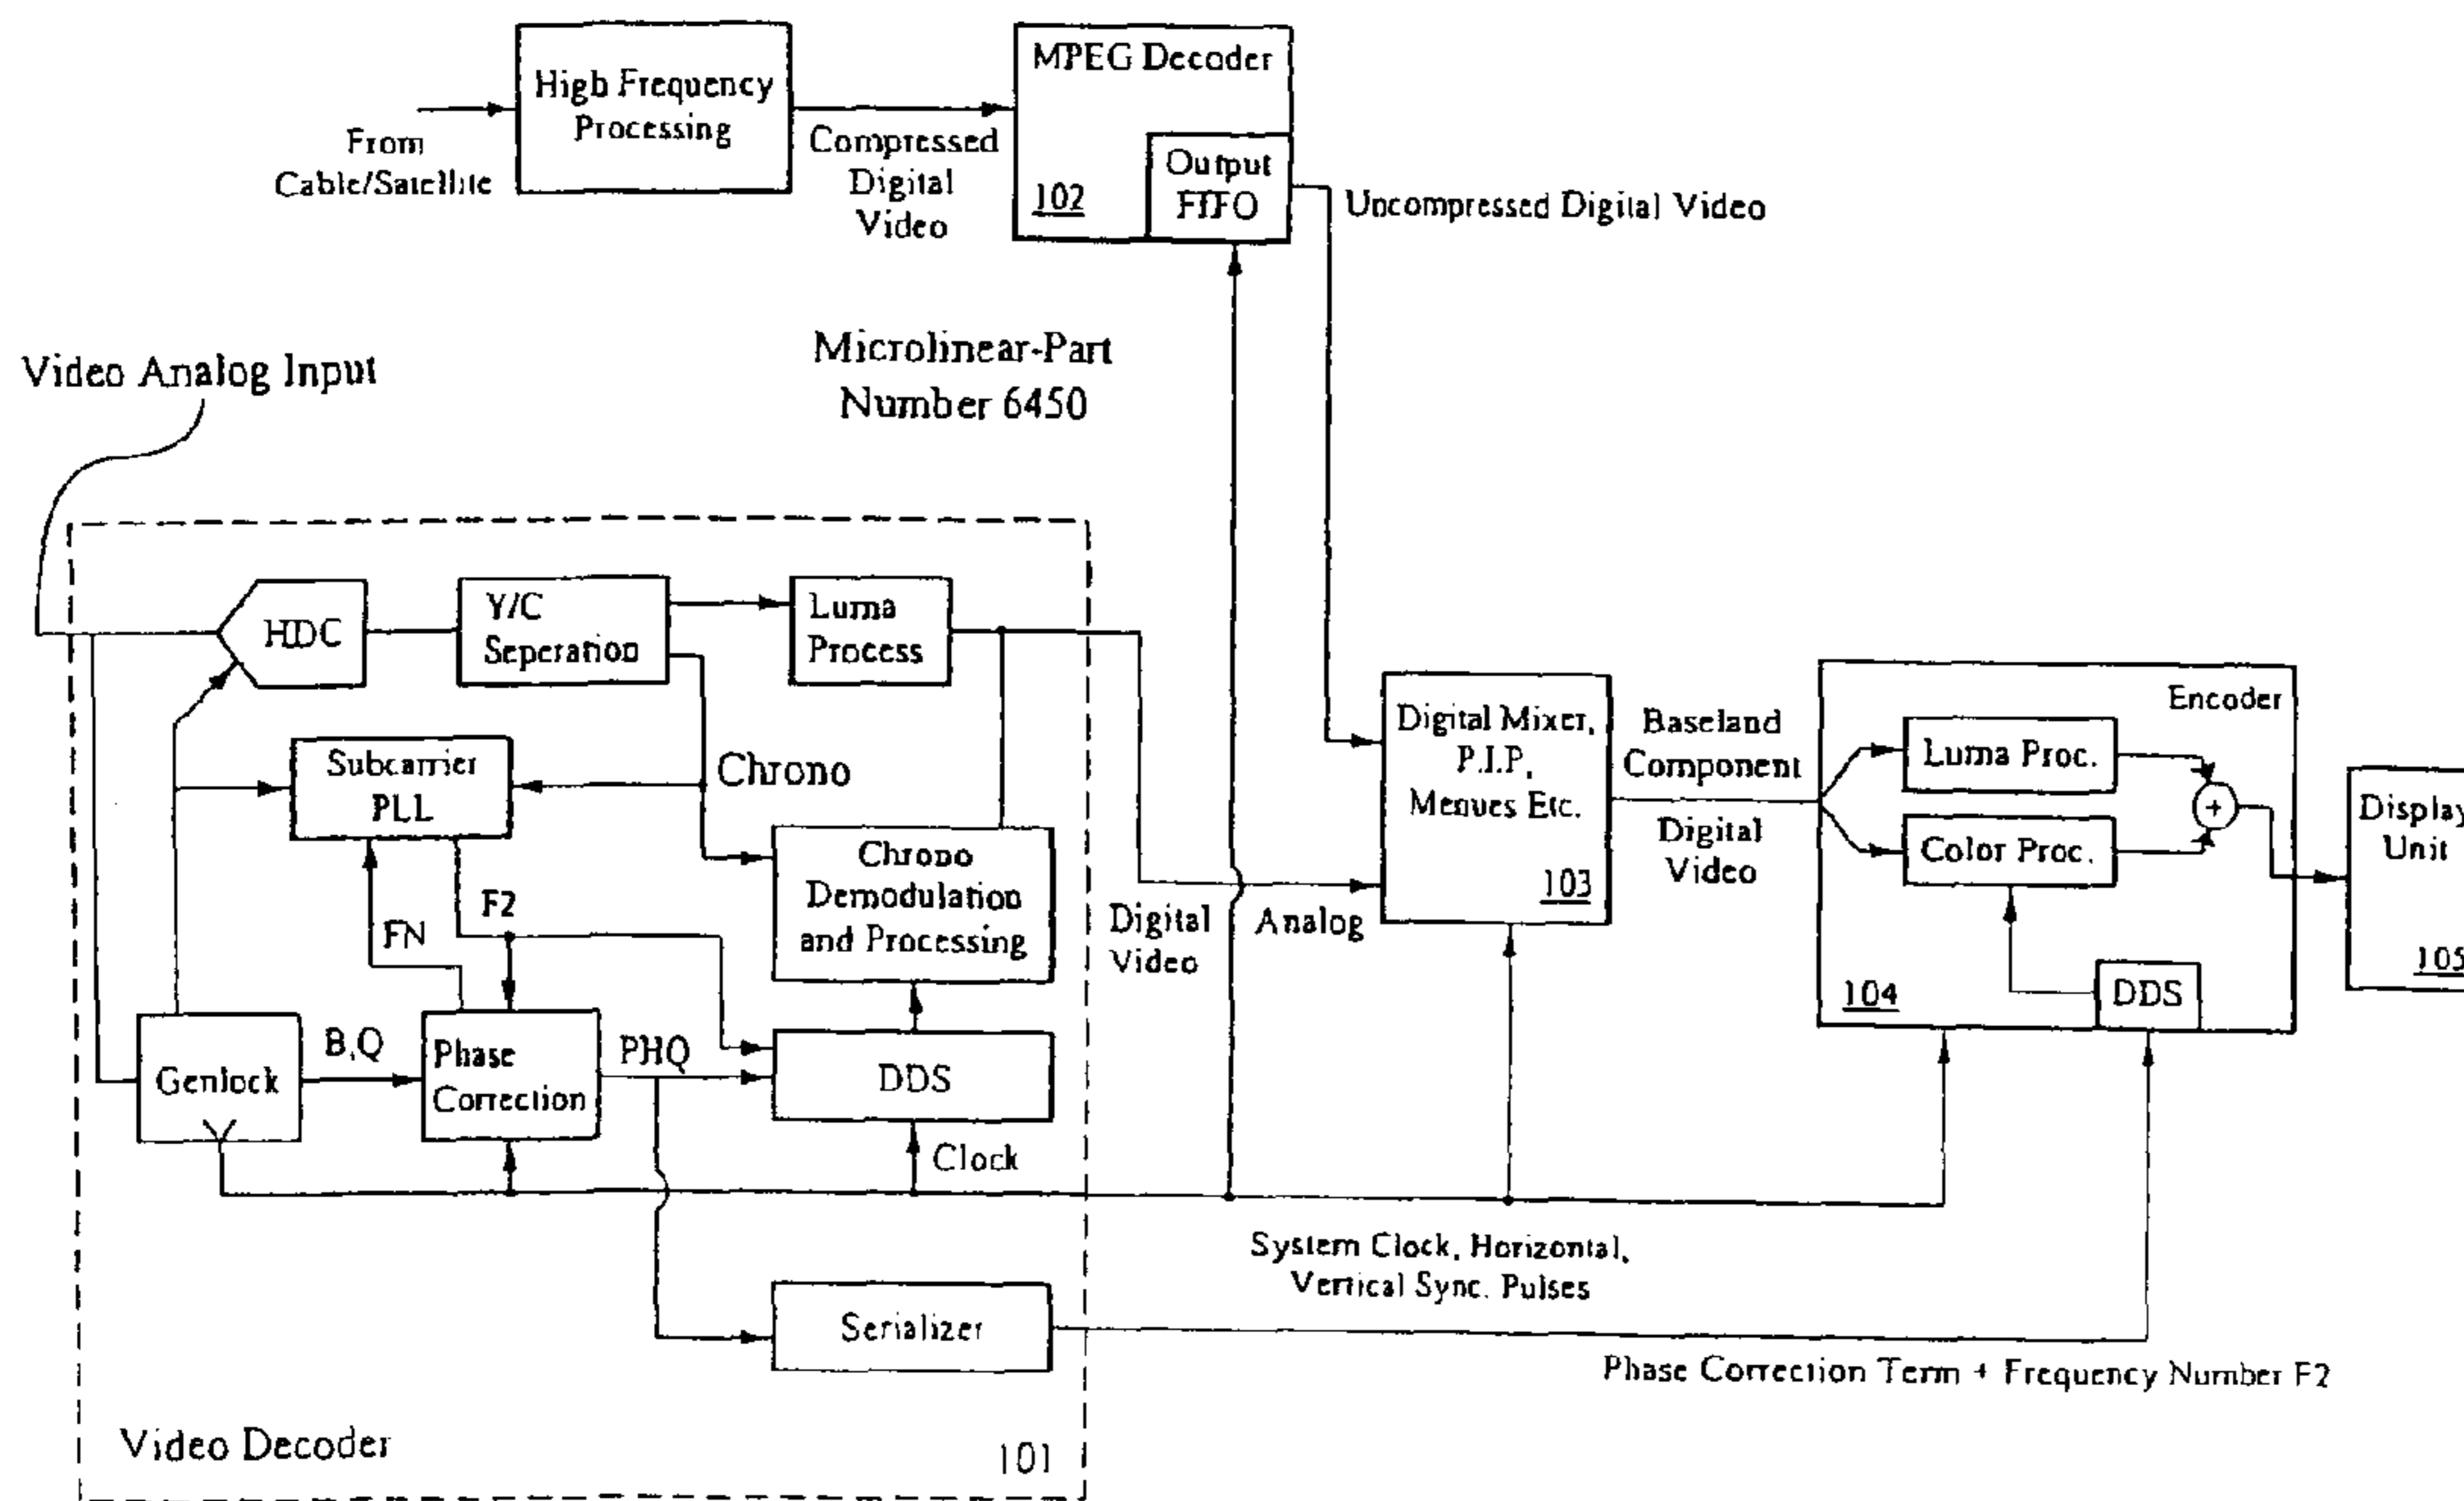 High Frequency
Processing
From
Cable/Satellite
Compressed
Digital
Video
MPEG Decoder
Output
FIFO
102
Uncompressed Digital Video
Microlinear-Part
Number 6450
Video Analog Input
HDC
Y/C
Seperation
Luma
Process
Subcarrier
PLL
Chrono
Chrono
Demodulation
and Processing
FN
F2
Genlock
B,Q
Phase
Correction
PHQ
DDS
Clock
Serializer
Video Decoder
101
Digital
Video
Analog
Digital Mixer,
P.I.P,
Menues Etc.
103
Baseland
Component
Digital
Video
Encoder
Luma Proc.
Color Proc.
+
DDS
104
Display
Unit
105
System Clock, Horizontal,
Vertical Sync. Pulses
Phase Correction Term + Frequency Number F2